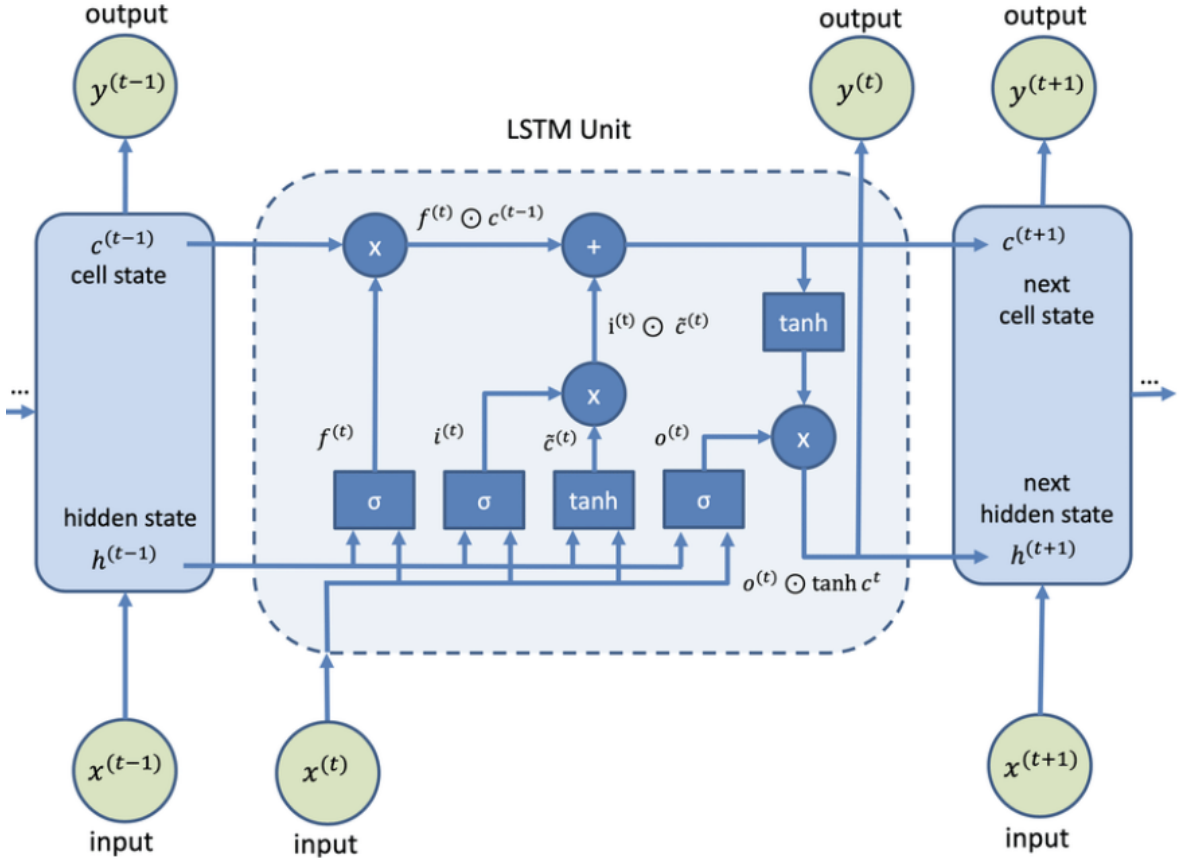 output
output
output
y^{(t−1)}
y^{(t)}
y^{(t+1)}
LSTM Unit
c^{(t−1)}
cell state
x
f^{(t)} ⊙ c^{(t−1)}
+
c^{(t+1)}
next
cell state
i^{(t)} ⊙ c̃^{(t)}
tanh
...
x
...
f^{(t)}
i^{(t)}
c̃^{(t)}
o^{(t)}
x
σ
σ
tanh
σ
hidden state
h^{(t−1)}
next
hidden state
h^{(t+1)}
o^{(t)} ⊙ tanh c^{t}
x^{(t−1)}
x^{(t)}
x^{(t+1)}
input
input
input